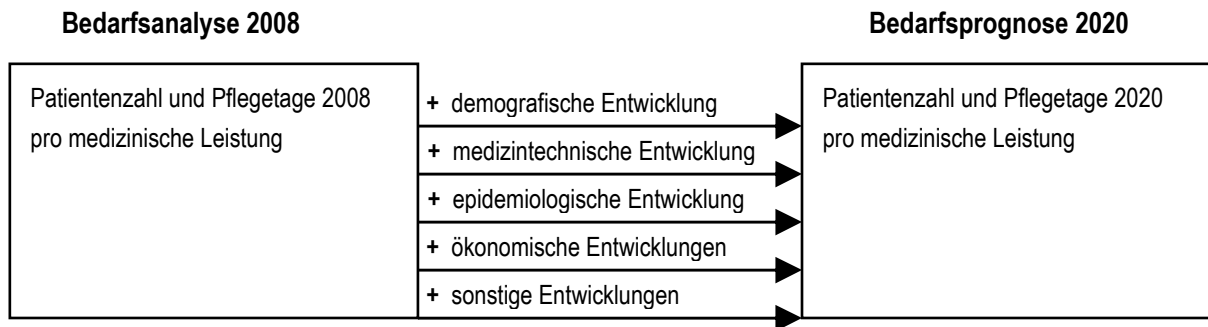 Bedarfsanalyse 2008
Bedarfsprognose 2020
Patientenzahl und Pflegetage 2008
pro medizinische Leistung
+ demografische Entwicklung
+ medizintechnische Entwicklung
+ epidemiologische Entwicklung
+ ökonomische Entwicklungen
+ sonstige Entwicklungen
Patientenzahl und Pflegetage 2020
pro medizinische Leistung